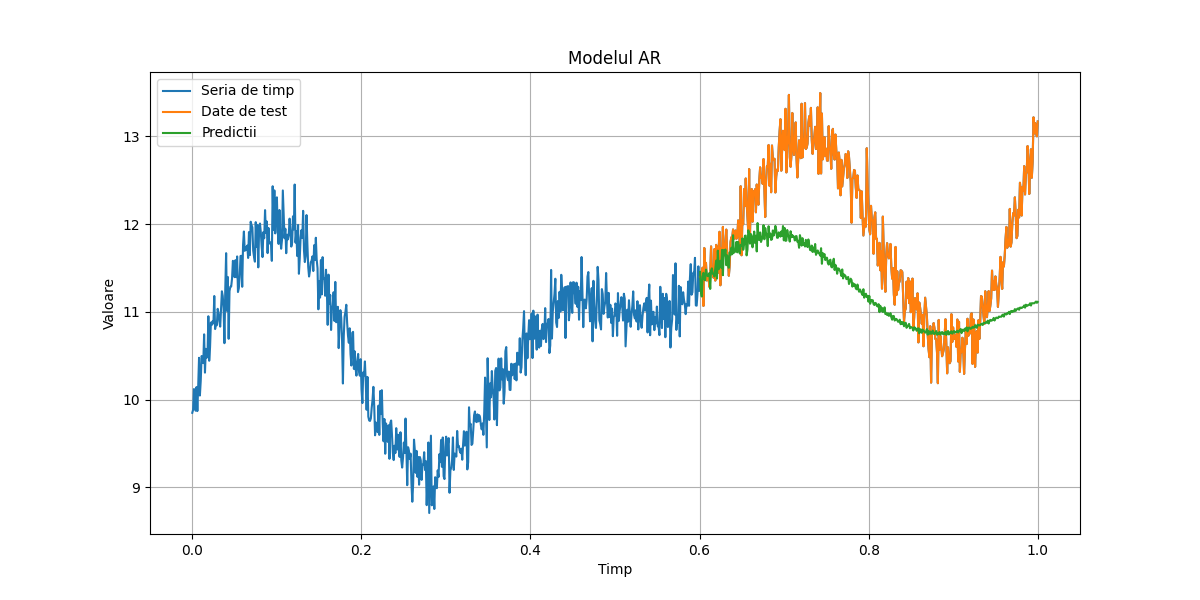 Modelul AR
Seria de timp
Date de test
Predictii
Valoare
13
12
11
10
9
0.0 0.2 0.4 0.6 0.8 1.0
Timp